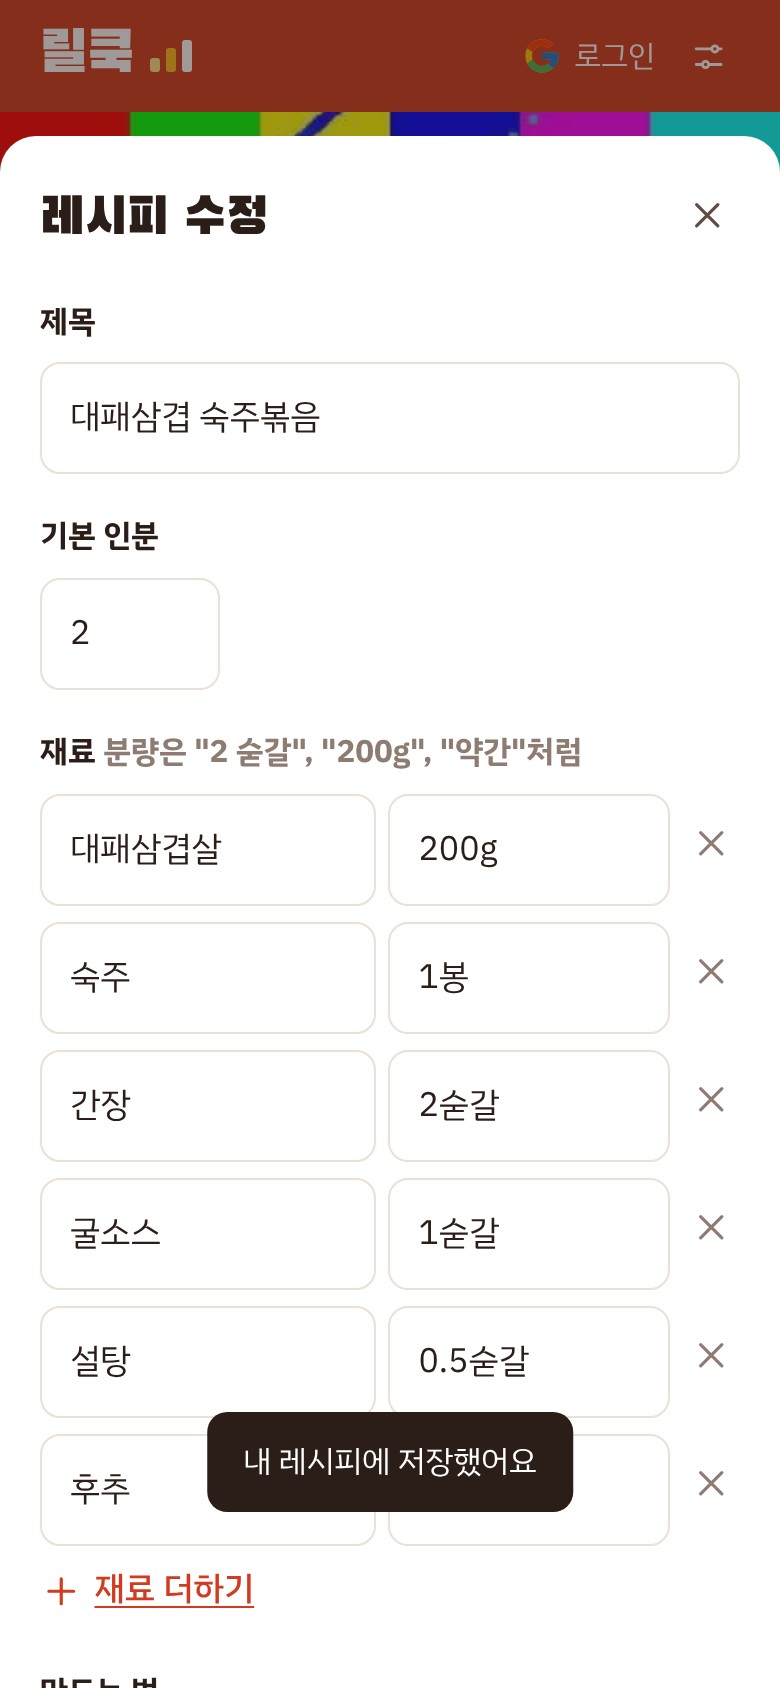 릴쿡
로그인
레시피 수정
제목
대패삼겹 숙주볶음
기본 인분
2
재료 분량은 "2 숟갈", "200g", "약간"처럼
대패삼겹살 200g
숙주 1봉
간장 2숟갈
굴소스 1숟갈
설탕 0.5숟갈
후추
내 레시피에 저장했어요
재료 더하기